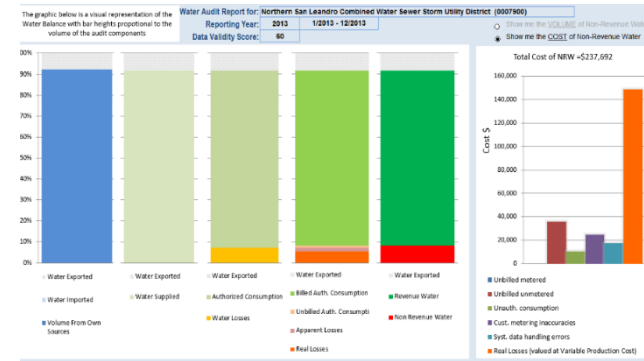 The graphic below is a visual representation of the
Water Balance with bar heights propotional to the
volume of the audit components
Water Audit Report for: Northern San Leandro Combined Water Sewer Storm Utility District (0007900)
Reporting Year: 2013 1/2013 - 12/2013
Data Validity Score: 60
Show me the VOLUME of Non-Revenue Wat
Show me the COST of Non-Revenue Water
00%
90%
80%
70%
60%
50%
40%
30%
20%
10%
0%
Water Exported
Water Imported
Volume From Own
Sources
Water Exported
Water Supplied
Water Exported
Authorized Consumption
Water Losses
Water Exported
Billed Auth. Consumption
Unbilled Auth. Consumpti
Apparent Losses
Real Losses
Water Exported
Revenue Water
Non Revenue Water
Total Cost of NRW =$237,692
Cost $
160,000
140,000
120,000
100,000
80,000
60,000
40,000
20,000
0
Unbilled metered
Unbilled unmetered
Unauth. consumption
Cust. metering inaccuracies
Syst. data handling errors
Real Losses (valued at Variable Production Cost)